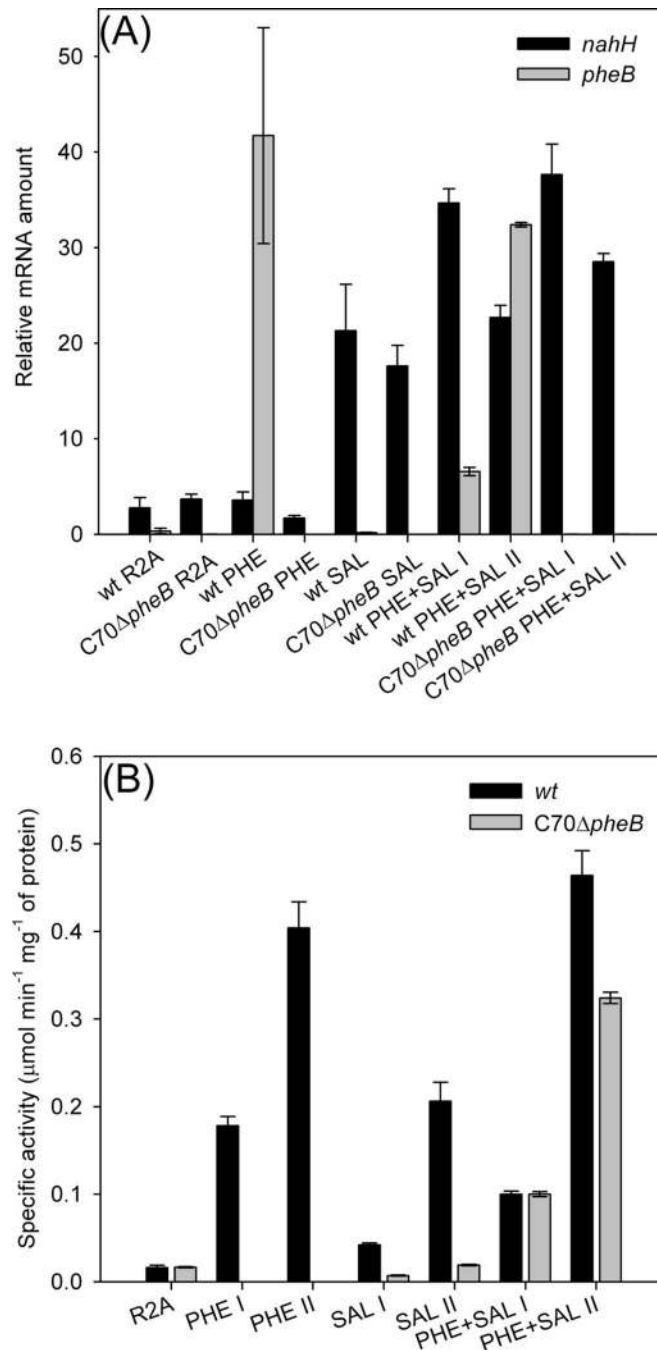 (A)
nahH
pheB
Relative mRNA amount
50
40
30
20
10
0
wt R2A
C70ΔpheB R2A
wt PHE
C70ΔpheB PHE
wt SAL
C70ΔpheB SAL
wt PHE+SAL I
wt PHE+SAL II
C70ΔpheB PHE+SAL I
C70ΔpheB PHE+SAL II
(B)
wt
C70ΔpheB
Specific activity (μmol min⁻¹ mg⁻¹ of protein)
0.6
0.5
0.4
0.3
0.2
0.1
0.0
R2A
PHE I
PHE II
SAL I
SAL II
PHE+SAL I
PHE+SAL II